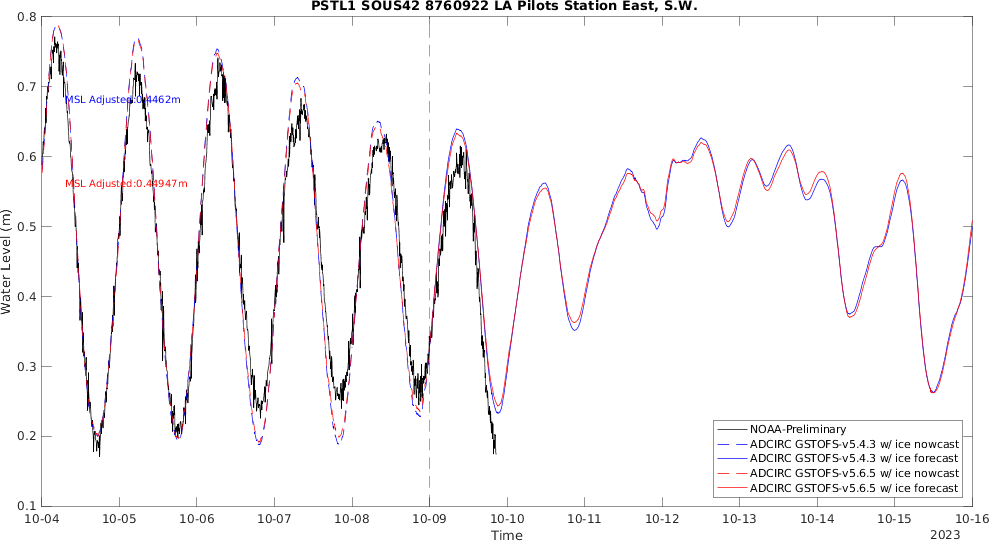 PSTL1 SOUS42 8760922 LA Pilots Station East, S.W.
0.8
0.7
0.6
0.5
0.4
0.3
0.2
0.1
Water Level (m)
MSL Adjusted:0.4462m
MSL Adjusted:0.44947m
NOAA-Preliminary
ADCIRC GSTOFS-v5.4.3 w/ ice nowcast
ADCIRC GSTOFS-v5.4.3 w/ ice forecast
ADCIRC GSTOFS-v5.6.5 w/ ice nowcast
ADCIRC GSTOFS-v5.6.5 w/ ice forecast
10-04 10-05 10-06 10-07 10-08 10-09 10-10 10-11 10-12 10-13 10-14 10-15 10-16
Time
2023